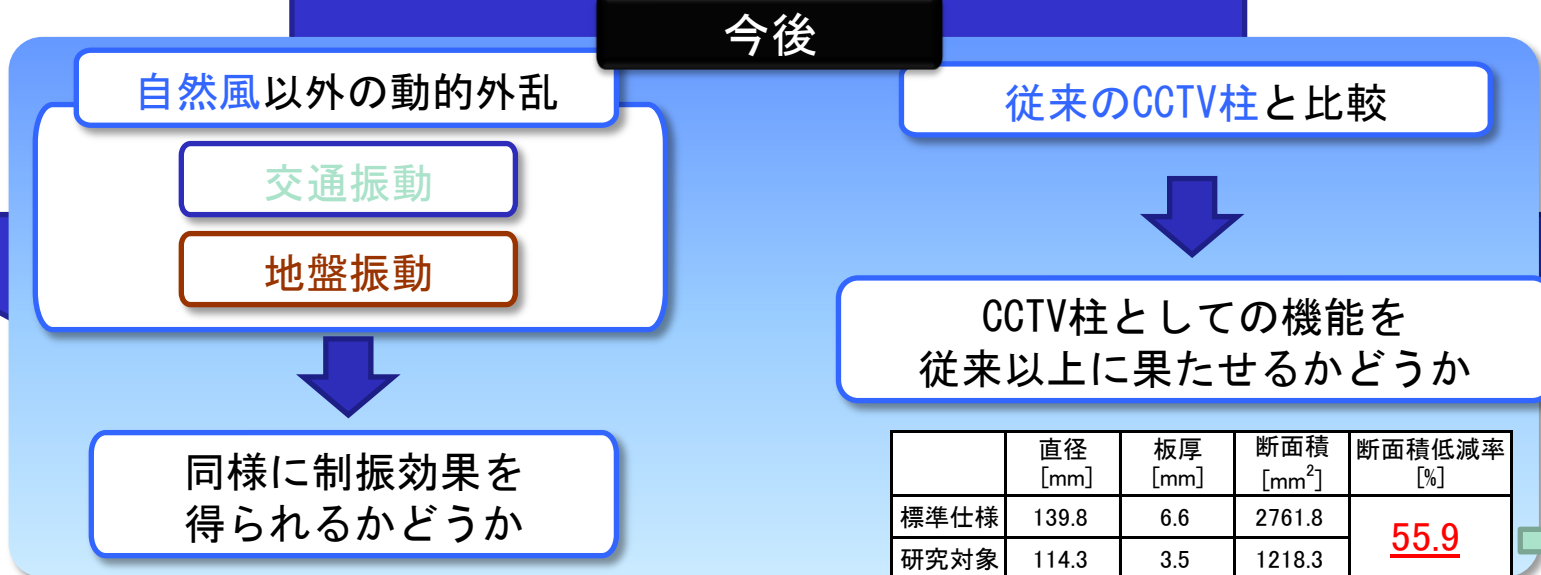 今後
自然風以外の動的外乱
交通振動
地盤振動
同様に制振効果を
得られるかどうか
従来のCCTV柱と比較
CCTV柱としての機能を
従来以上に果たせるかどうか
直径 板厚 断面積 断面積低減率
[mm] [mm] [mm²] [%]
標準仕様 139.8 6.6 2761.8 55.9
研究対象 114.3 3.5 1218.3